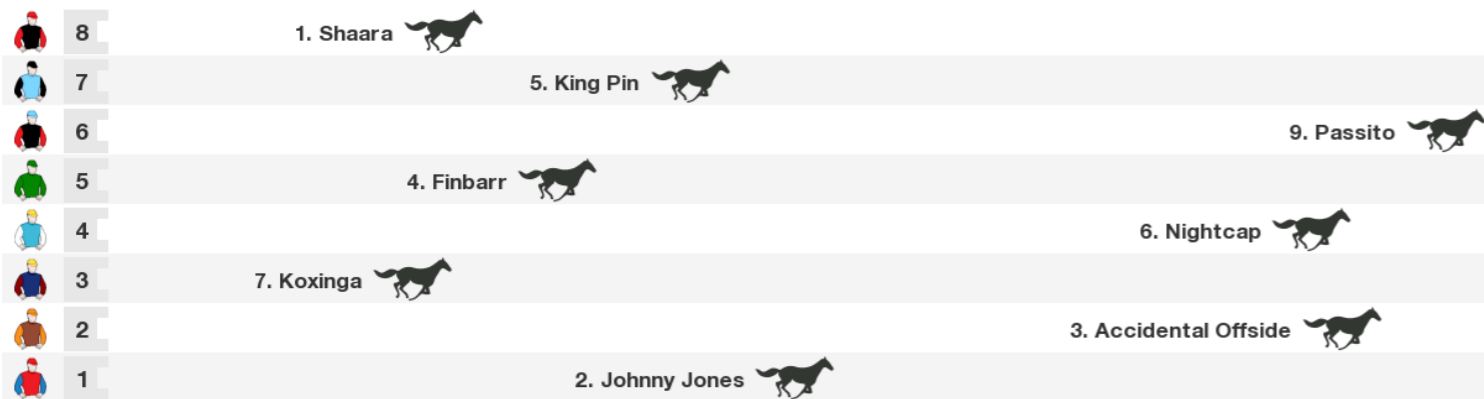 8 1. Shaara
7 5. King Pin
6 9. Passito
5 4. Finbarr
4 6. Nightcap
3 7. Koxinga
2 3. Accidental Offside
1 2. Johnny Jones